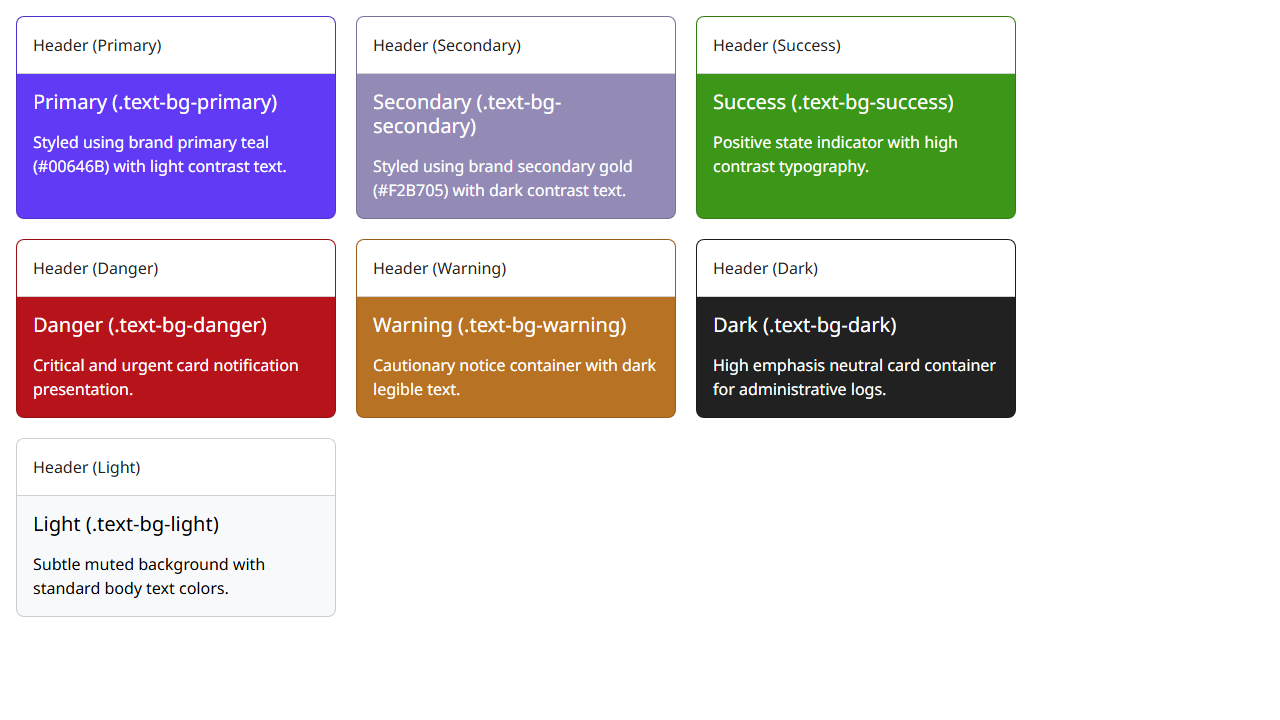 Header (Primary)
Primary (.text-bg-primary)
Styled using brand primary teal
(#00646B) with light contrast text.
Header (Secondary)
Secondary (.text-bg-
secondary)
Styled using brand secondary gold
(#F2B705) with dark contrast text.
Header (Success)
Success (.text-bg-success)
Positive state indicator with high
contrast typography.
Header (Danger)
Danger (.text-bg-danger)
Critical and urgent card notification
presentation.
Header (Warning)
Warning (.text-bg-warning)
Cautionary notice container with dark
legible text.
Header (Dark)
Dark (.text-bg-dark)
High emphasis neutral card container
for administrative logs.
Header (Light)
Light (.text-bg-light)
Subtle muted background with
standard body text colors.